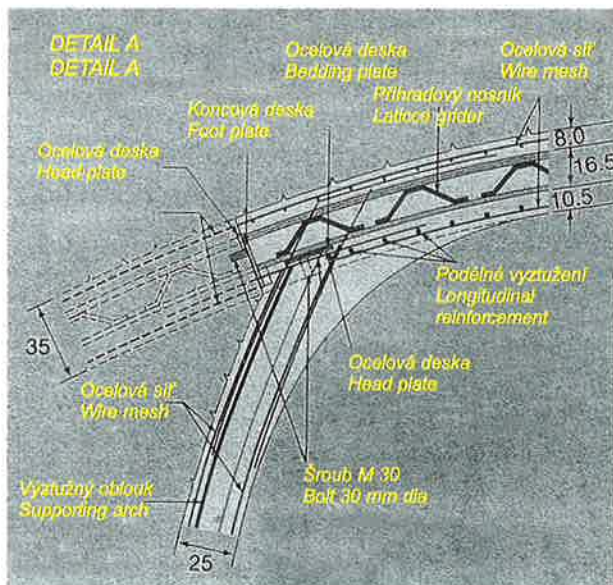 DETAIL A
DETAIL A
Ocelová deska
Bedding plate
Ocelová síť
Wire mesh
Příhradový nosník
Lattice girder
Koncová deska
Foot plate
Ocelová deska
Head plate
8.0
16.5
10.5
35
Podélné vyztužení
Longitudinal
reinforcement
Ocelová deska
Head plate
Ocelová síť
Wire mesh
Šroub M 30
Bolt 30 mm dia
Výztužný oblouk
Supporting arch
25